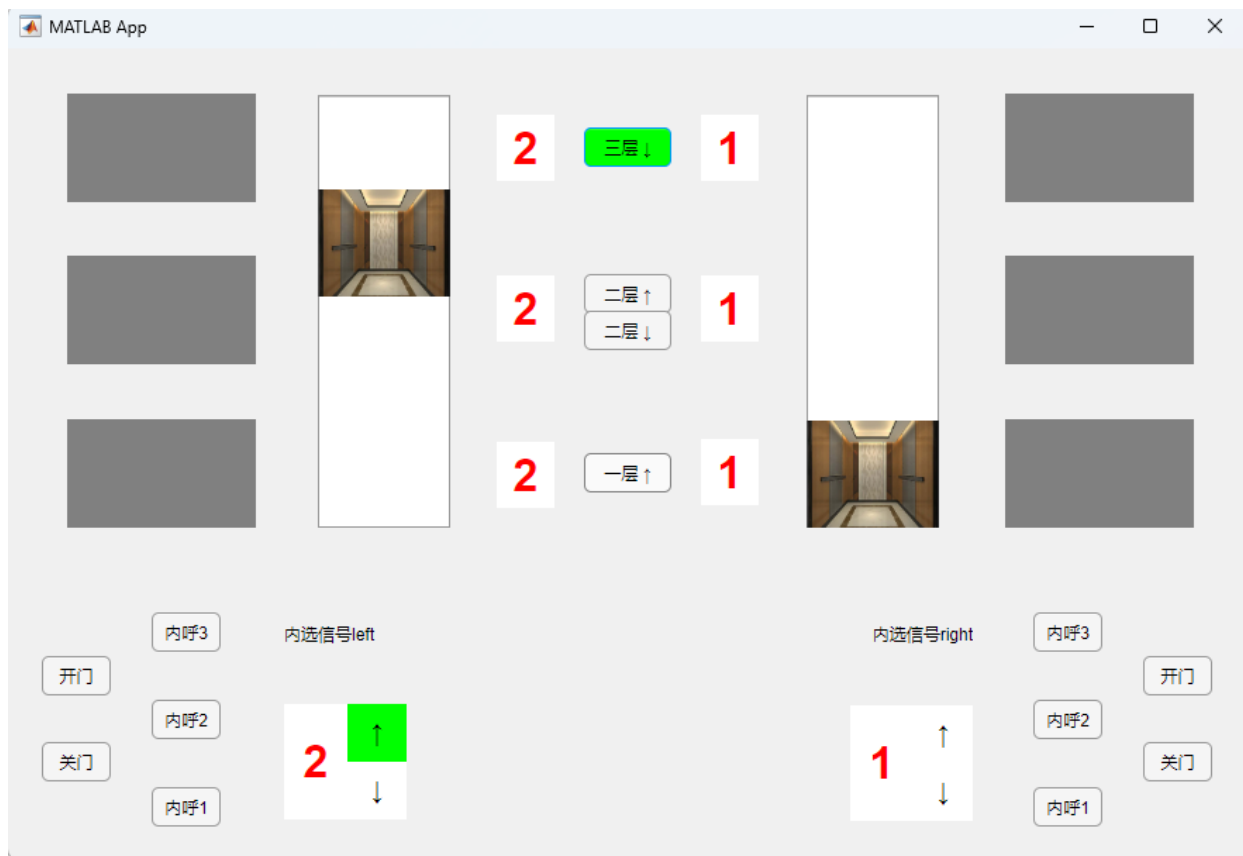 MATLAB App
2 三层↓ 1
2 二层↑ 1
二层↓
2 一层↑ 1
内呼3 内选信号left 内选信号right 内呼3
开门 开门
内呼2 ↑ ↑ 内呼2
关门 2 1 关门
↓ ↓
内呼1 内呼1